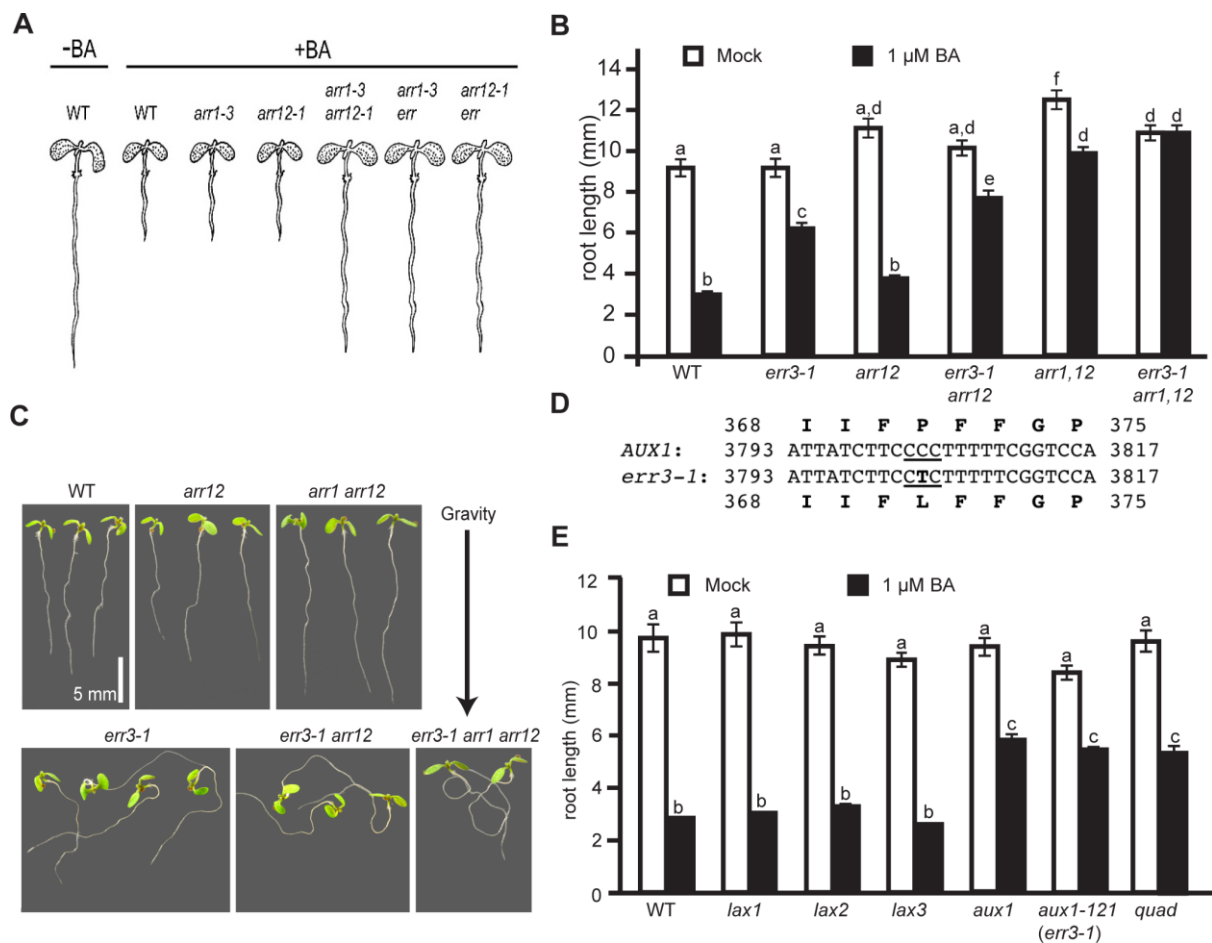 A
-BA +BA
WT WT arr1-3 arr12-1 arr1-3 arr12-1 arr1-3 err arr12-1 err
B
Mock 1 µM BA
root length (mm)
14
12
10
8
6
4
2
0
a b a c a,d b a,d e f d d d
WT err3-1 arr12 err3-1 arr12 arr1,12 err3-1 arr1,12
C
WT arr12 arr1 arr12
Gravity
5 mm
err3-1 err3-1 arr12 err3-1 arr1 arr12
D
368 I I F P F F G P 375
AUX1: 3793 ATTATCTTCCCCTTTTTCGGTCCA 3817
err3-1: 3793 ATTATCTTCCTCTTTTTCGGTCCA 3817
368 I I F L F F G P 375
E
Mock 1 µM BA
root length (mm)
12
10
8
6
4
2
0
a b a b a b a b a c a c a c
WT lax1 lax2 lax3 aux1 aux1-121 quad
(err3-1)